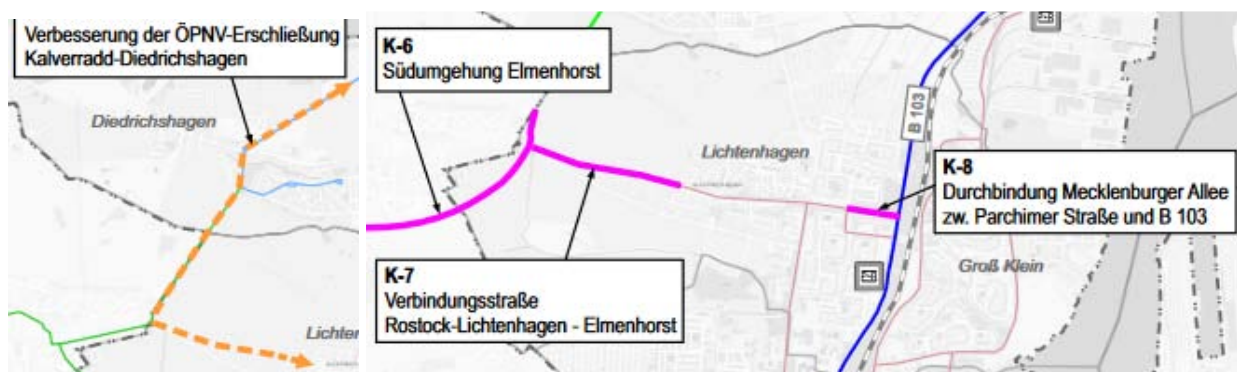 Verbesserung der ÖPNV-Erschließung
Kalverradd-Diedrichshagen
Diedrichshagen
Lichten
K-6
Südumgehung Elmenhorst
Lichtenhagen
B 103
K-8
Durchbindung Mecklenburger Allee
zw. Parchimer Straße und B 103
K-7
Verbindungsstraße
Rostock-Lichtenhagen - Elmenhorst
Groß Klein